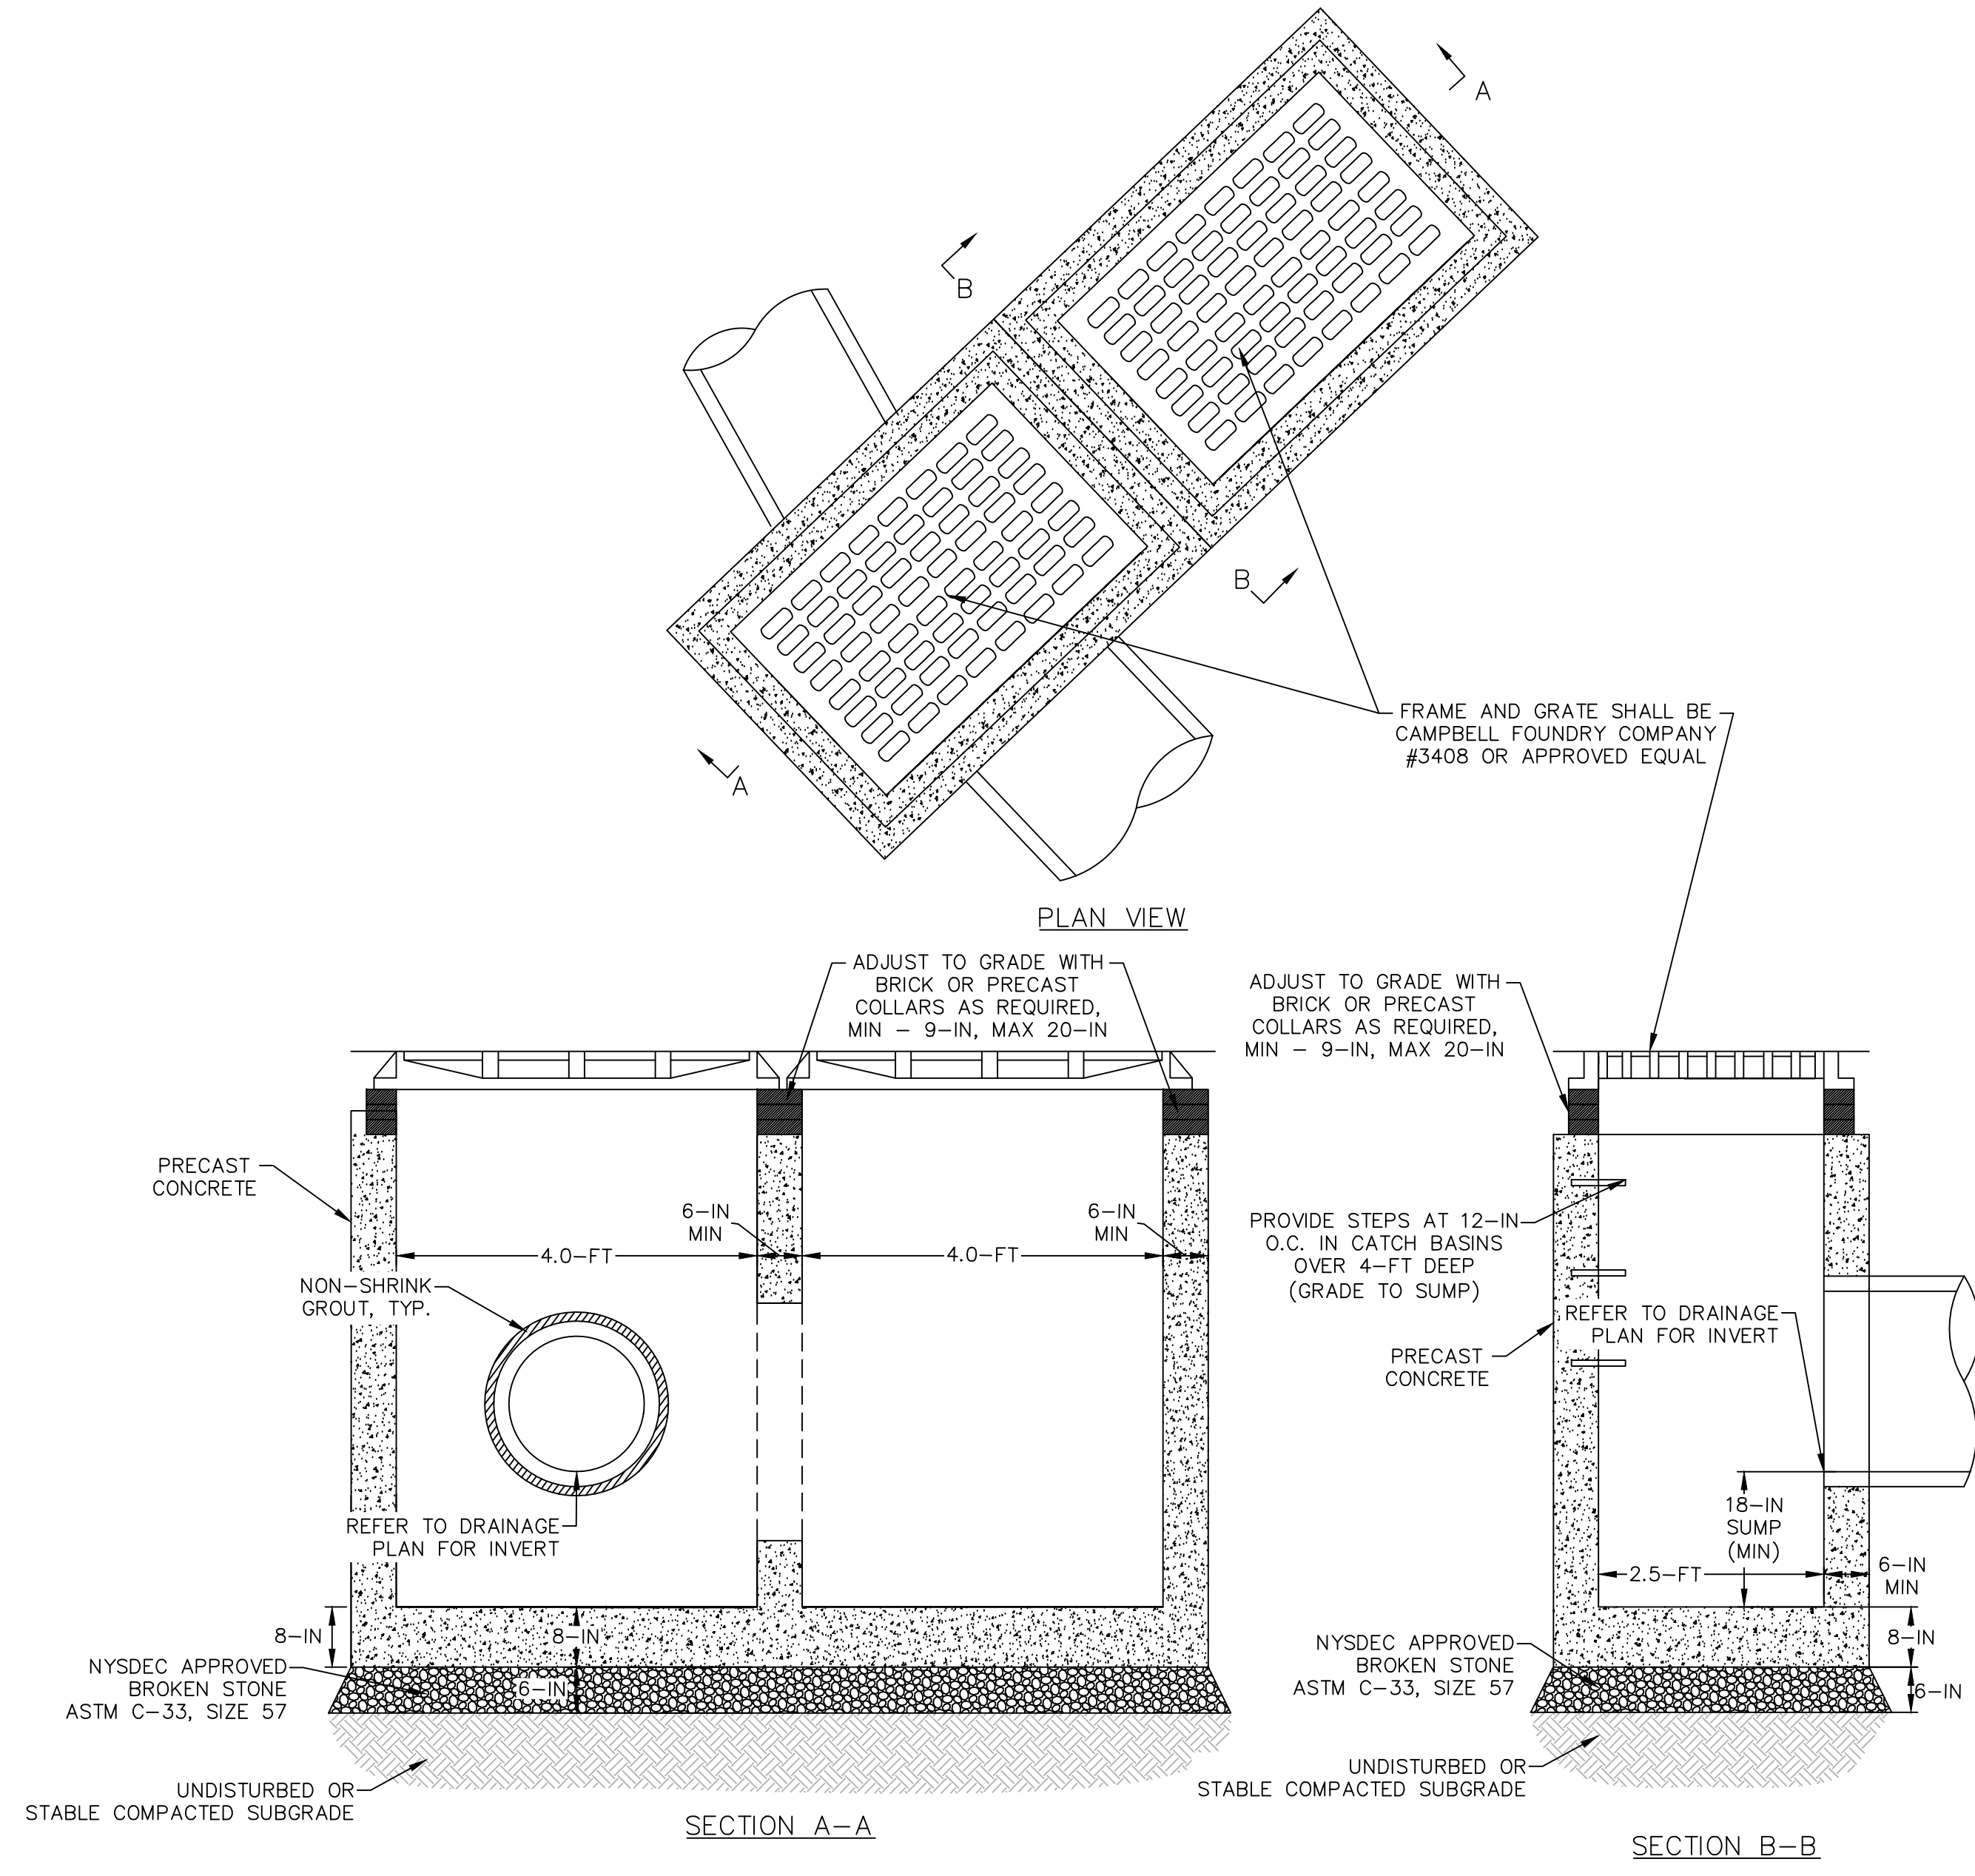 A
B
B
A
FRAME AND GRATE SHALL BE
CAMPBELL FOUNDRY COMPANY
#3408 OR APPROVED EQUAL
PLAN VIEW
ADJUST TO GRADE WITH
BRICK OR PRECAST
COLLARS AS REQUIRED,
MIN - 9-IN, MAX 20-IN
PRECAST
CONCRETE
6-IN
MIN
6-IN
MIN
4.0-FT
4.0-FT
NON-SHRINK
GROUT, TYP.
REFER TO DRAINAGE
PLAN FOR INVERT
8-IN
8-IN
NYSDEC APPROVED
BROKEN STONE
ASTM C-33, SIZE 57
6-IN
UNDISTURBED OR
STABLE COMPACTED SUBGRADE
SECTION A-A
ADJUST TO GRADE WITH
BRICK OR PRECAST
COLLARS AS REQUIRED,
MIN - 9-IN, MAX 20-IN
PROVIDE STEPS AT 12-IN
O.C. IN CATCH BASINS
OVER 4-FT DEEP
(GRADE TO SUMP)
REFER TO DRAINAGE
PLAN FOR INVERT
PRECAST
CONCRETE
18-IN
SUMP
(MIN)
2.5-FT
6-IN
MIN
8-IN
NYSDEC APPROVED
BROKEN STONE
ASTM C-33, SIZE 57
6-IN
UNDISTURBED OR
STABLE COMPACTED SUBGRADE
SECTION B-B